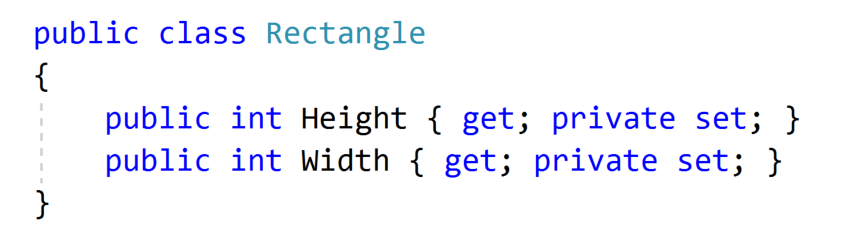 public class Rectangle
{
    public int Height { get; private set; }
    public int Width { get; private set; }
}